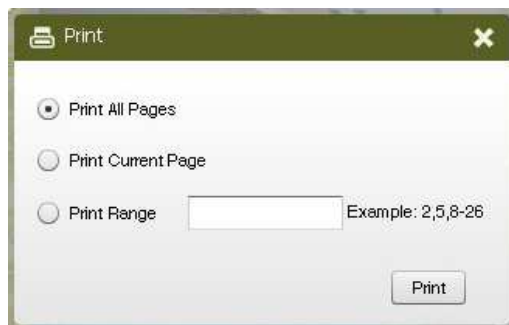 Print
Print All Pages
Print Current Page
Print Range Example: 2,5,8-26
Print